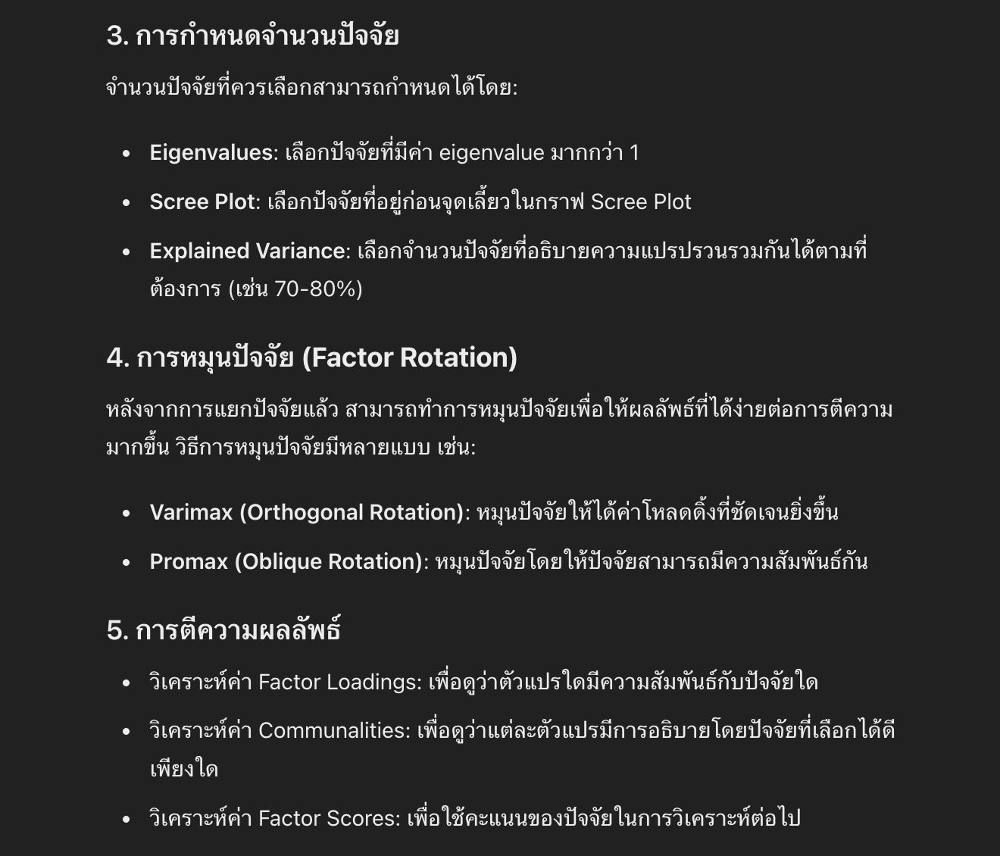 3. การกำหนดจำนวนปัจจัย
จำนวนปัจจัยที่ควรเลือกสามารถกำหนดได้โดย:
• Eigenvalues: เลือกปัจจัยที่มีค่า eigenvalue มากกว่า 1
• Scree Plot: เลือกปัจจัยที่อยู่ก่อนจุดเลี้ยวในกราฟ Scree Plot
• Explained Variance: เลือกจำนวนปัจจัยที่อธิบายความแปรปรวนรวมกันได้ตามที่
ต้องการ (เช่น 70-80%)
4. การหมุนปัจจัย (Factor Rotation)
หลังจากการแยกปัจจัยแล้ว สามารถทำการหมุนปัจจัยเพื่อให้ผลลัพธ์ที่ได้ง่ายต่อการตีความ
มากขึ้น วิธีการหมุนปัจจัยมีหลายแบบ เช่น:
• Varimax (Orthogonal Rotation): หมุนปัจจัยให้ได้ค่าโหลดดิ้งที่ชัดเจนยิ่งขึ้น
• Promax (Oblique Rotation): หมุนปัจจัยโดยให้ปัจจัยสามารถมีความสัมพันธ์กัน
5. การตีความผลลัพธ์
• วิเคราะห์ค่า Factor Loadings: เพื่อดูว่าตัวแปรใดมีความสัมพันธ์กับปัจจัยใด
• วิเคราะห์ค่า Communalities: เพื่อดูว่าแต่ละตัวแปรมีการอธิบายโดยปัจจัยที่เลือกได้ดี
เพียงใด
• วิเคราะห์ค่า Factor Scores: เพื่อใช้คะแนนของปัจจัยในการวิเคราะห์ต่อไป